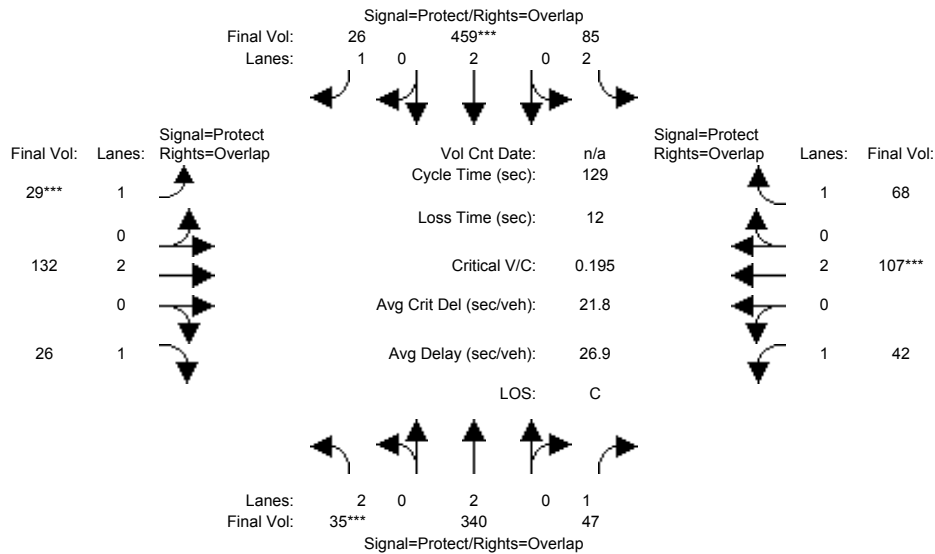 Signal=Protect/Rights=Overlap
Final Vol: 26 459*** 85
Lanes: 1 0 2 0 2
Signal=Protect Signal=Protect
Final Vol: Lanes: Rights=Overlap Vol Cnt Date: n/a Rights=Overlap Lanes: Final Vol:
Cycle Time (sec): 129
29*** 1 1 68
Loss Time (sec): 12
0 0
132 2 Critical V/C: 0.195 2 107***
0 Avg Crit Del (sec/veh): 21.8 0
26 1 Avg Delay (sec/veh): 26.9 1 42
LOS: C
Lanes: 2 0 2 0 1
Final Vol: 35*** 340 47
Signal=Protect/Rights=Overlap